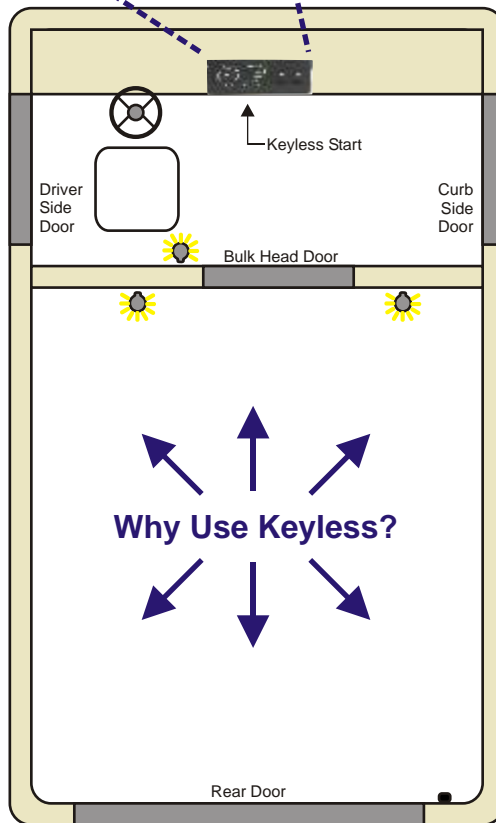 Keyless Start
Driver
Side
Door
Curb
Side
Door
Bulk Head Door
Why Use Keyless?
Rear Door